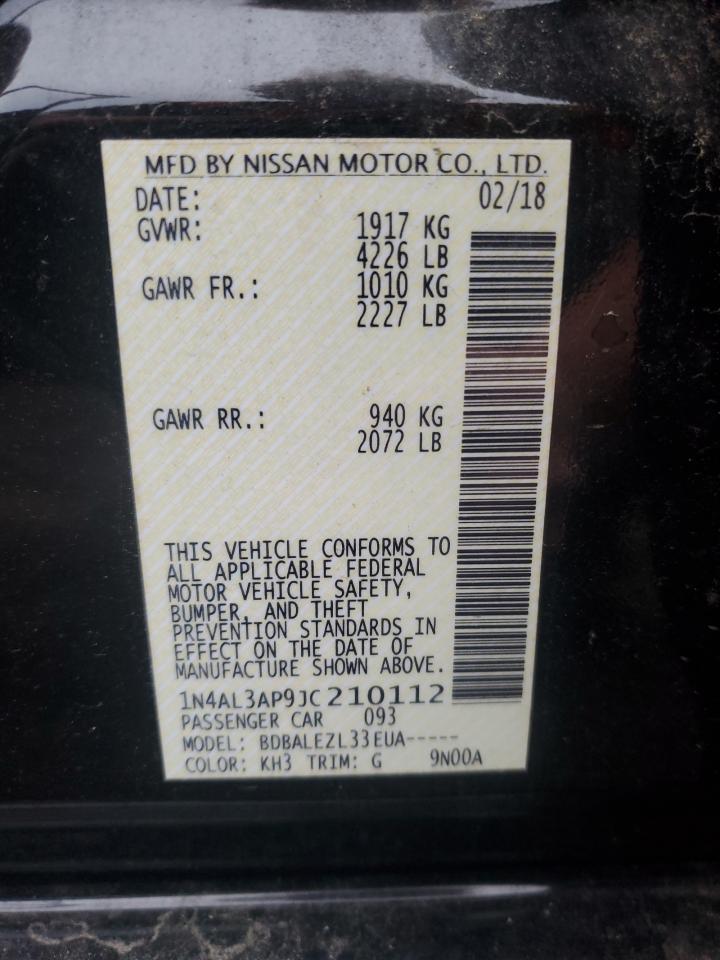 MFD BY NISSAN MOTOR CO., LTD.
DATE: 02/18
GVWR: 1917 KG
4226 LB
GAWR FR.: 1010 KG
2227 LB
GAWR RR.: 940 KG
2072 LB
THIS VEHICLE CONFORMS TO
ALL APPLICABLE FEDERAL
MOTOR VEHICLE SAFETY,
BUMPER, AND THEFT
PREVENTION STANDARDS IN
EFFECT ON THE DATE OF
MANUFACTURE SHOWN ABOVE.
1N4AL3AP9JC210112
PASSENGER CAR 093
MODEL: BDBALEZL33EUA-----
COLOR: KH3 TRIM: G 9N00A